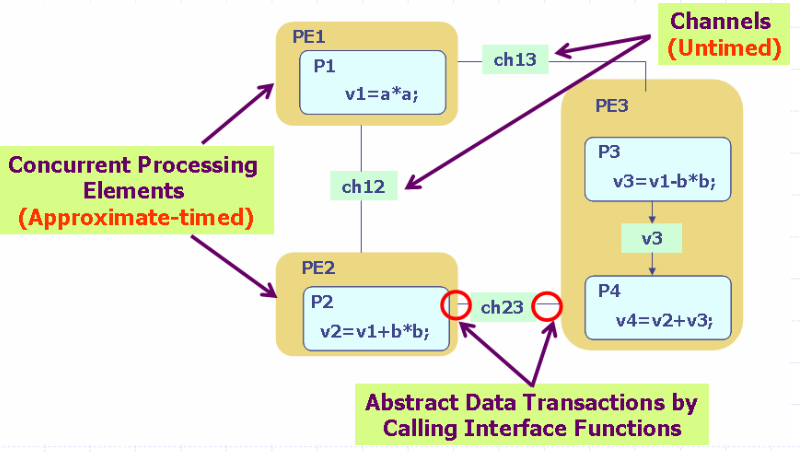 Channels
(Untimed)
PE1
P1
v1=a*a;
ch13
PE3
P3
v3=v1-b*b;
Concurrent Processing
Elements
(Approximate-timed)
ch12
v3
PE2
P2
v2=v1+b*b;
ch23
P4
v4=v2+v3;
Abstract Data Transactions by
Calling Interface Functions